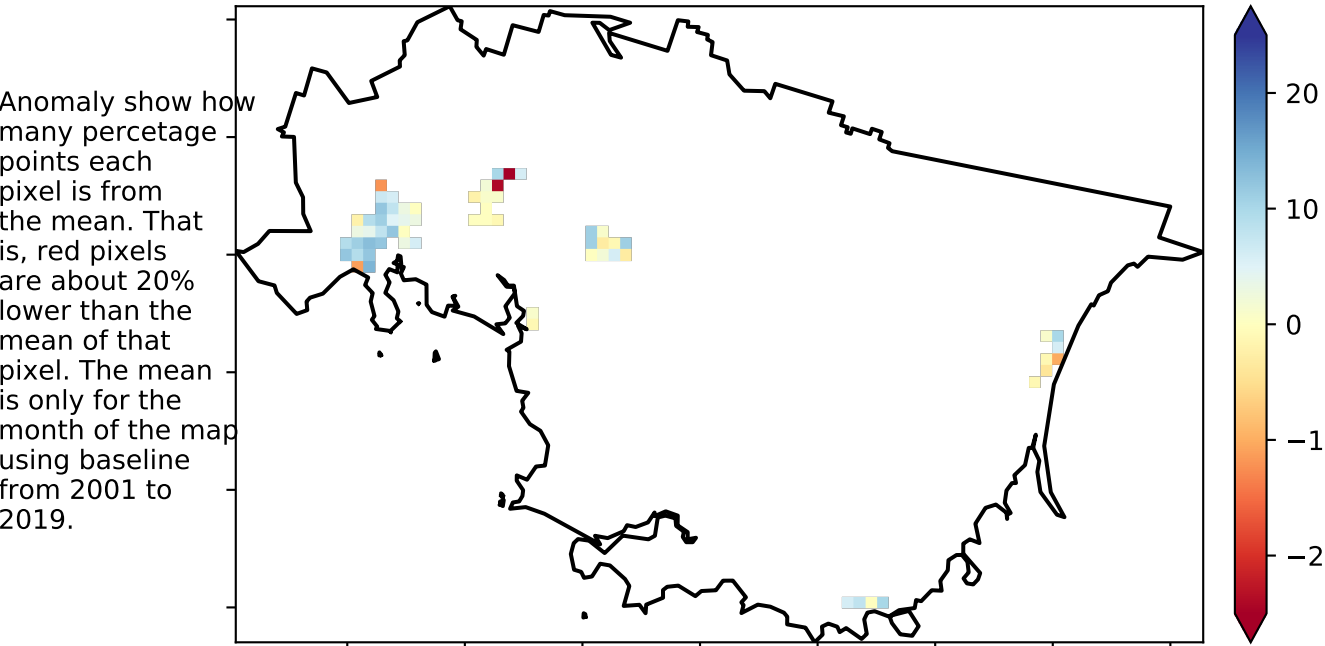 Anomaly show how
many percetage
points each
pixel is from
the mean. That
is, red pixels
are about 20%
lower than the
mean of that
pixel. The mean
is only for the
month of the map
using baseline
from 2001 to
2019.
20
10
0
−1
−2